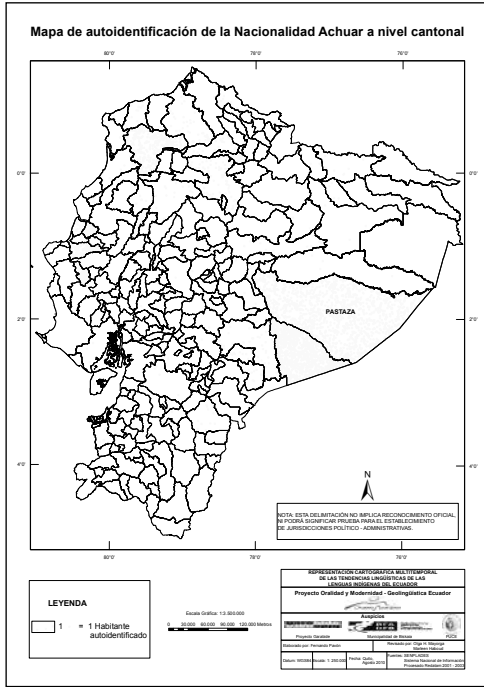 Mapa de autoidentificación de la Nacionalidad Achuar a nivel cantonal
80°0' 78°0' 76°0'
0°0' 0°0'
PASTAZA
2°0' 2°0'
4°0' 4°0'
N
NOTA: ESTA DELIMITACIÓN NO IMPLICA RECONOCIMIENTO OFICIAL,
NI PODRÁ SIGNIFICAR PRUEBA PARA EL ESTABLECIMIENTO
DE JURISDICCIONES POLÍTICO - ADMINISTRATIVAS.
80°0' 78°0' 76°0'
LEYENDA
1 = 1 Habitante
autoidentificado
Escala Gráfica: 1:3.500.000
0 30.000 60.000 90.000 120.000 Metros
REPRESENTACIÓN CARTOGRAFICA MULTITEMPORAL
DE LAS TENDENCIAS LINGÜÍSTICAS DE LAS
LENGUAS INDÍGENAS DEL ECUADOR
Proyecto Oralidad y Modernidad - Geolingüística Ecuador
Auspicios
Proyecto Garabide Municipalidad de Bizkaia PUCE
Elaborado por: Fernando Pavón
Revisado por: Olga H. Mayorga
Marleen Haboud
Datum: WGS84
Escala: 1: 250.000
Fecha: Quito,
Agosto 2010
Fuentes: SENPLADES
Sistema Nacional de Información
Procesado Redatam 2001 - 2003